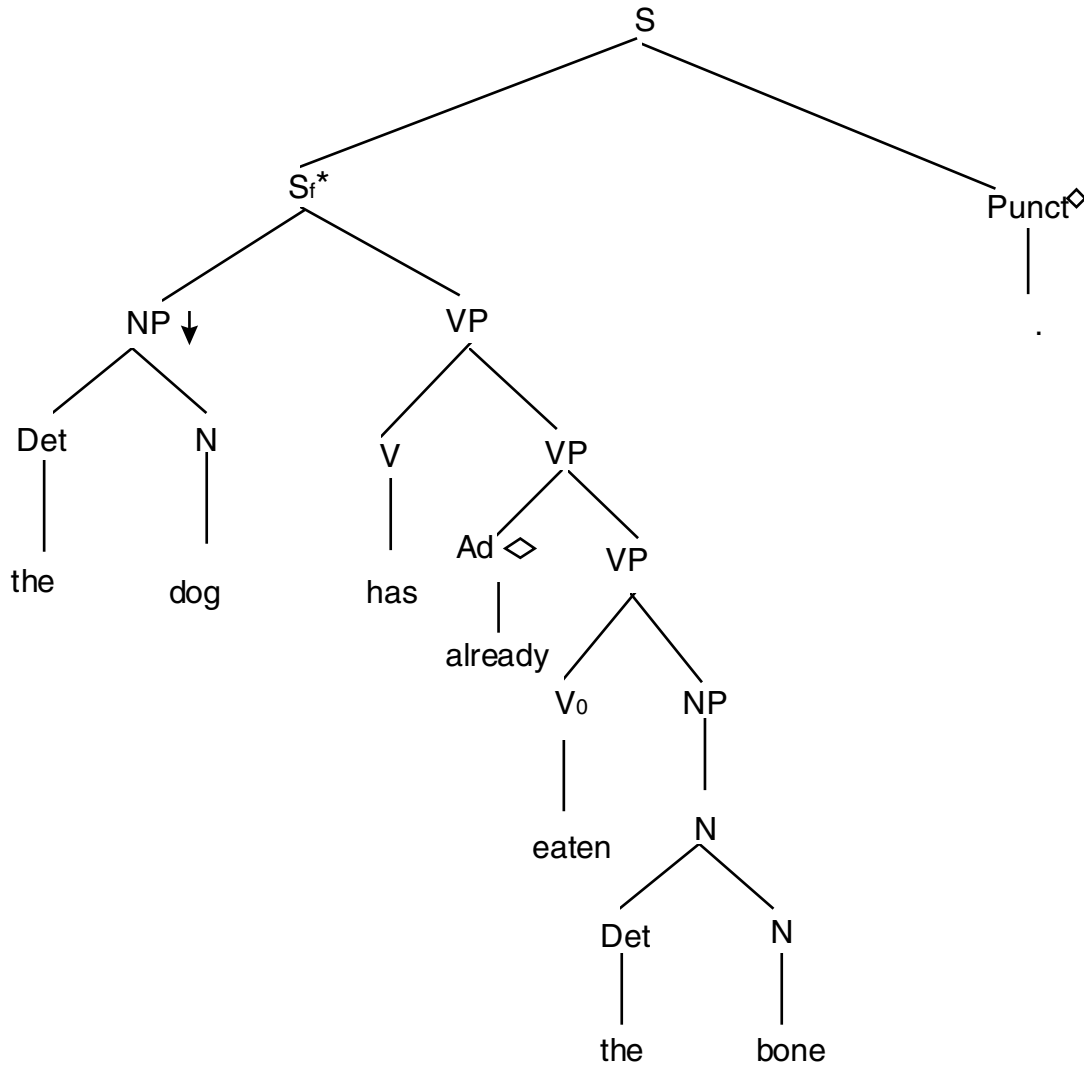 S
Sf*
Punct◇
NP ↓ VP
.
Det N V VP
Ad ◇ VP
the dog has
already
V0 NP
eaten N
Det N
the bone